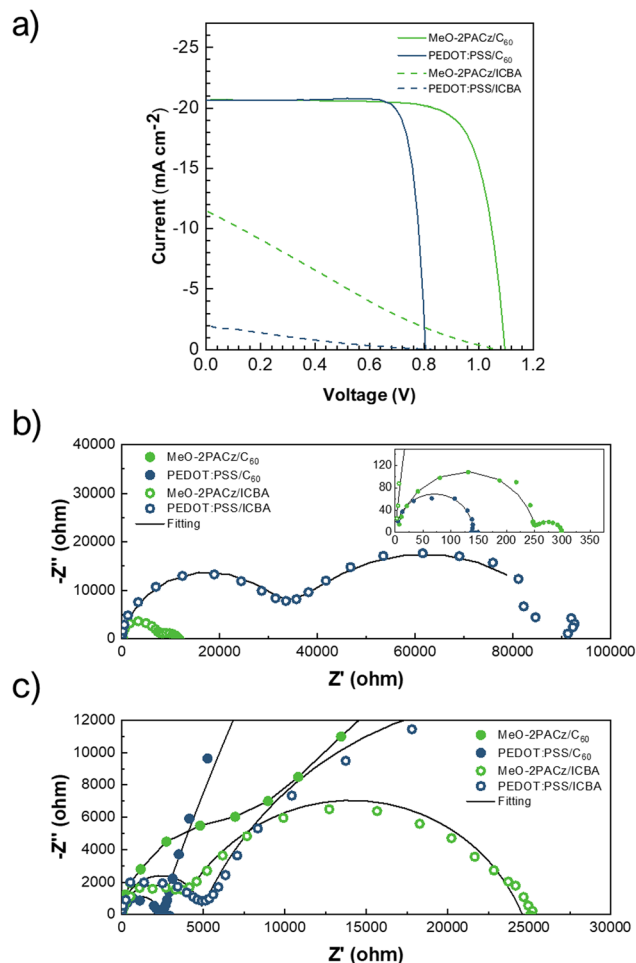 a)
-25
-20
-15
-10
-5
0
Current (mA cm⁻²)
MeO-2PACz/C₆₀
PEDOT:PSS/C₆₀
MeO-2PACz/ICBA
PEDOT:PSS/ICBA
0.0 0.2 0.4 0.6 0.8 1.0 1.2
Voltage (V)
b)
40000
30000
20000
10000
0
-Z'' (ohm)
MeO-2PACz/C₆₀
PEDOT:PSS/C₆₀
MeO-2PACz/ICBA
PEDOT:PSS/ICBA
Fitting
120
80
40
0
0 50 100 150 200 250 300 350
0 20000 40000 60000 80000 100000
Z' (ohm)
c)
12000
10000
8000
6000
4000
2000
0
-Z'' (ohm)
MeO-2PACz/C₆₀
PEDOT:PSS/C₆₀
MeO-2PACz/ICBA
PEDOT:PSS/ICBA
Fitting
0 5000 10000 15000 20000 25000 30000
Z' (ohm)